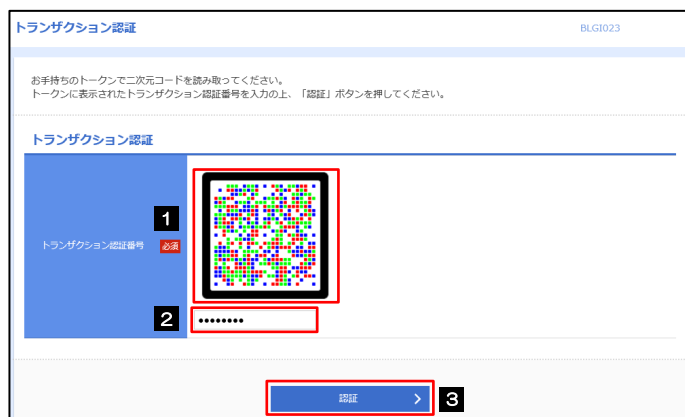 トランザクション認証
BLGI023
お手持ちのトークンで二次元コードを読み取ってください。
トークンに表示されたトランザクション認証番号を入力の上、「認証」ボタンを押してください。
トランザクション認証
1
トランザクション認証番号 必須
2
••••••••
認証 3